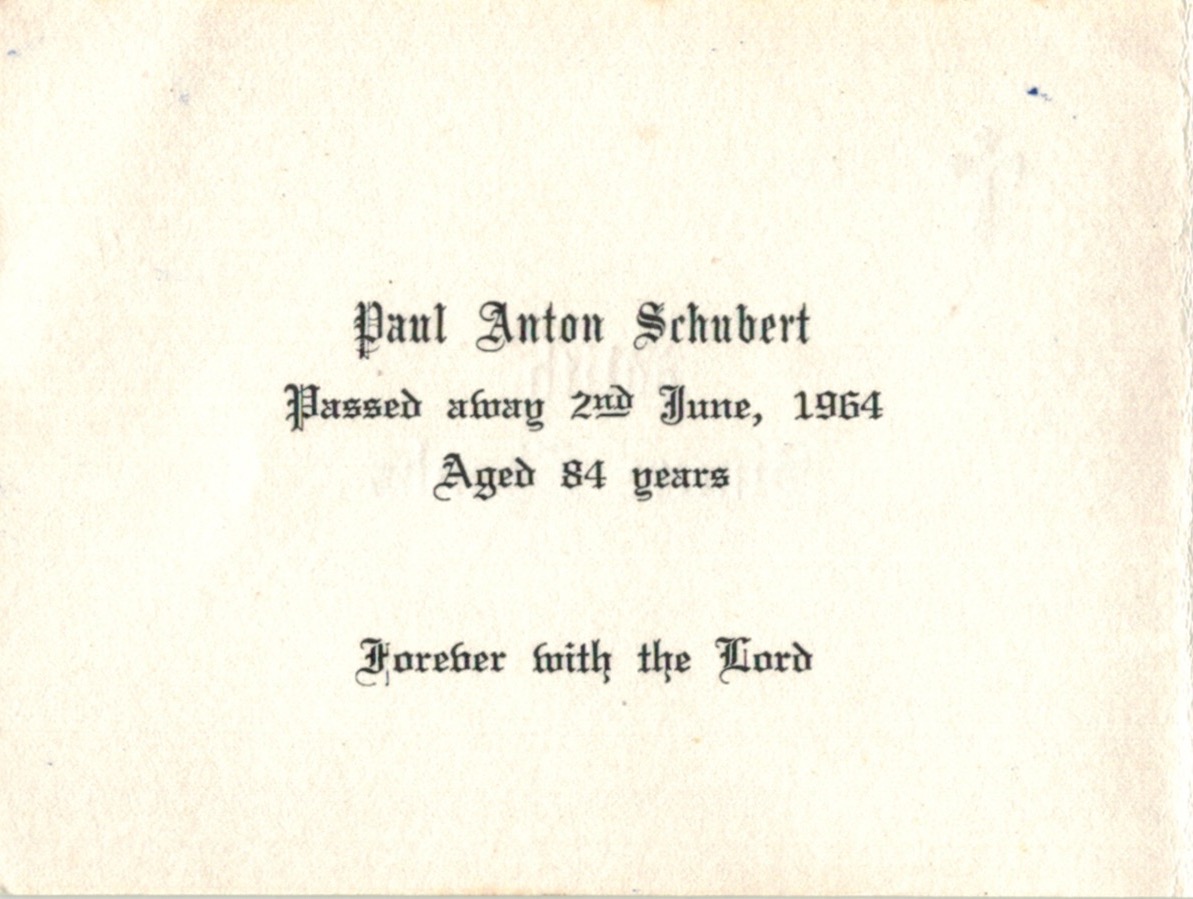 Paul Anton Schubert
Passed away 2nd June, 1964
Aged 84 years
Forever with the Lord